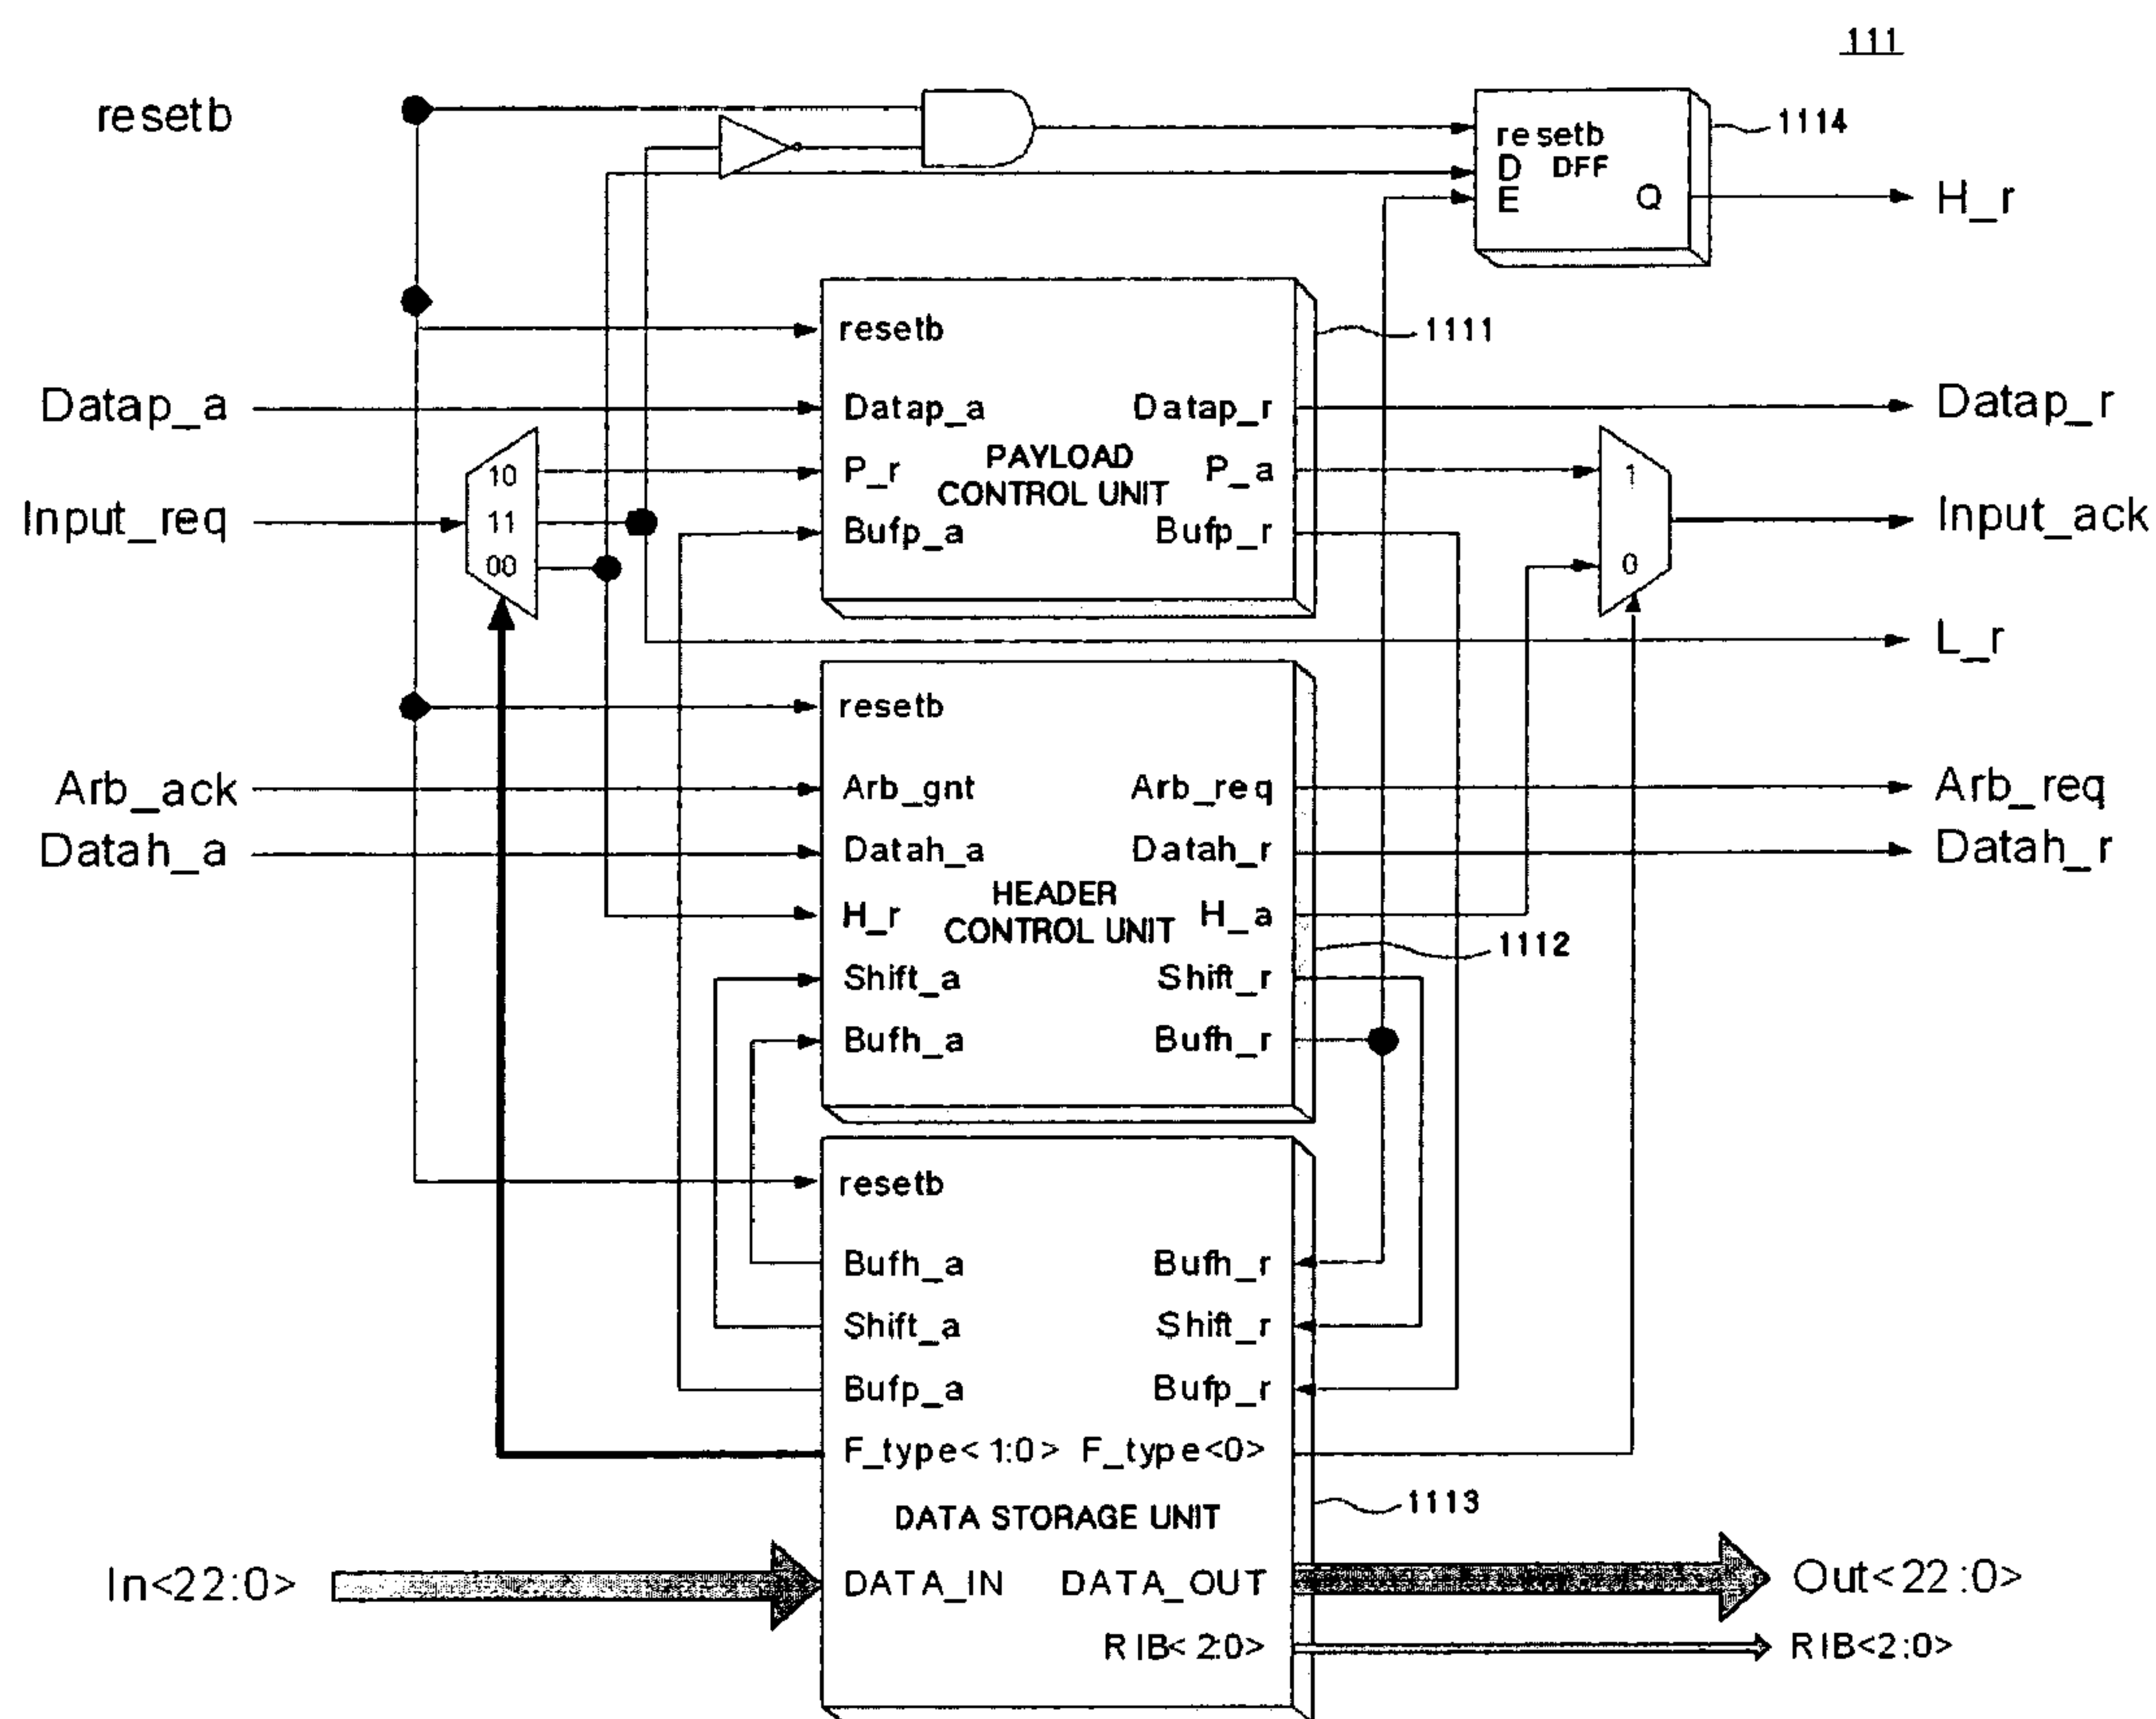 111
resetb
resetb
D DFF
E Q
1114
H_r
resetb
1111
Datap_a
Datap_a Datap_r
Datap_r
10
P_r PAYLOAD P_a
1
CONTROL UNIT
Input_req
11
Bufp_a Bufp_r
Input_ack
00
0
L_r
resetb
Arb_ack
Arb_gnt Arb_req
Arb_req
Datah_a
Datah_a Datah_r
Datah_r
HEADER
H_r CONTROL UNIT H_a
1112
Shift_a Shift_r
Bufh_a Bufh_r
resetb
Bufh_a Bufh_r
Shift_a Shift_r
Bufp_a Bufp_r
F_type<1:0> F_type<0>
DATA STORAGE UNIT
1113
In<22:0>
DATA_IN DATA_OUT
Out<22:0>
RIB<2:0>
RIB<2:0>